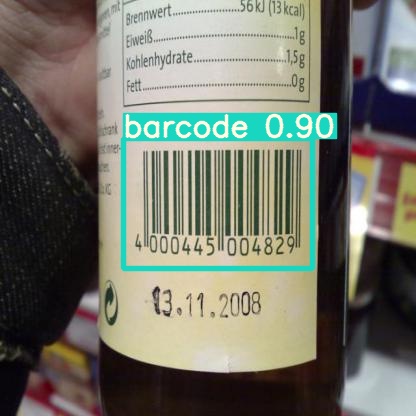 Brennwert 56 kJ (13 kcal)
Eiweiß 1g
Kohlenhydrate 1,5g
Fett 0g
schrank
barcode 0.90
4 000445 004829
13.11.2008